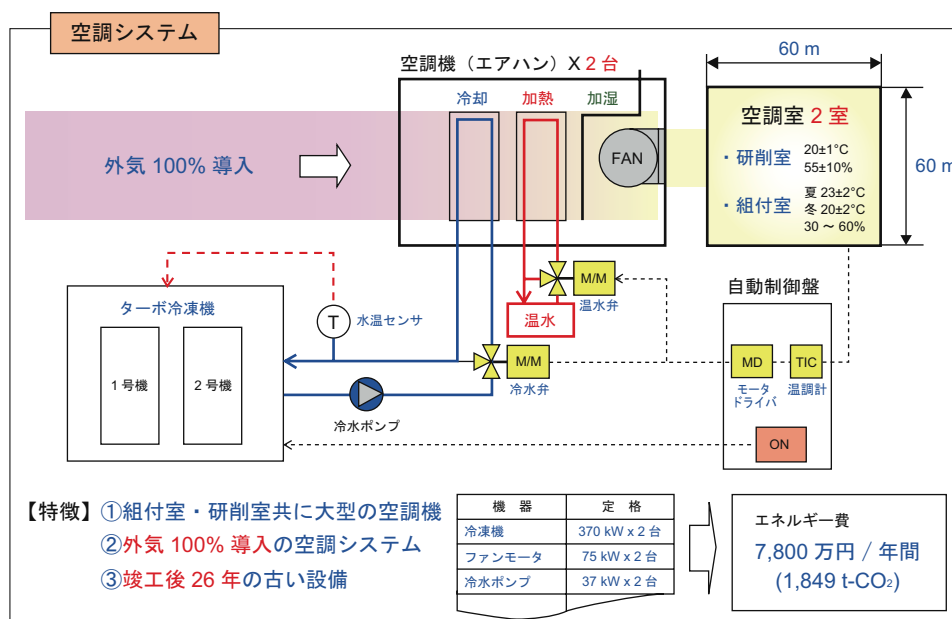 空調システム
空調機（エアハン）X 2 台
冷却
加熱
加湿
外気 100% 導入
FAN
60 m
60 m
空調室 2 室
・研削室
20±1°C
55±10%
・組付室
夏 23±2°C
冬 20±2°C
30 〜 60%
ターボ冷凍機
1 号機
2 号機
T
水温センサ
冷水ポンプ
温水
M/M
温水弁
M/M
冷水弁
自動制御盤
MD
モータ
ドライバ
TIC
温調計
ON
【特徴】①組付室・研削室共に大型の空調機
②外気 100% 導入の空調システム
③竣工後 26 年の古い設備
機 器 定 格
冷凍機 370 kW x 2 台
ファンモータ 75 kW x 2 台
冷水ポンプ 37 kW x 2 台
エネルギー費
7,800 万円 / 年間
(1,849 t-CO₂)